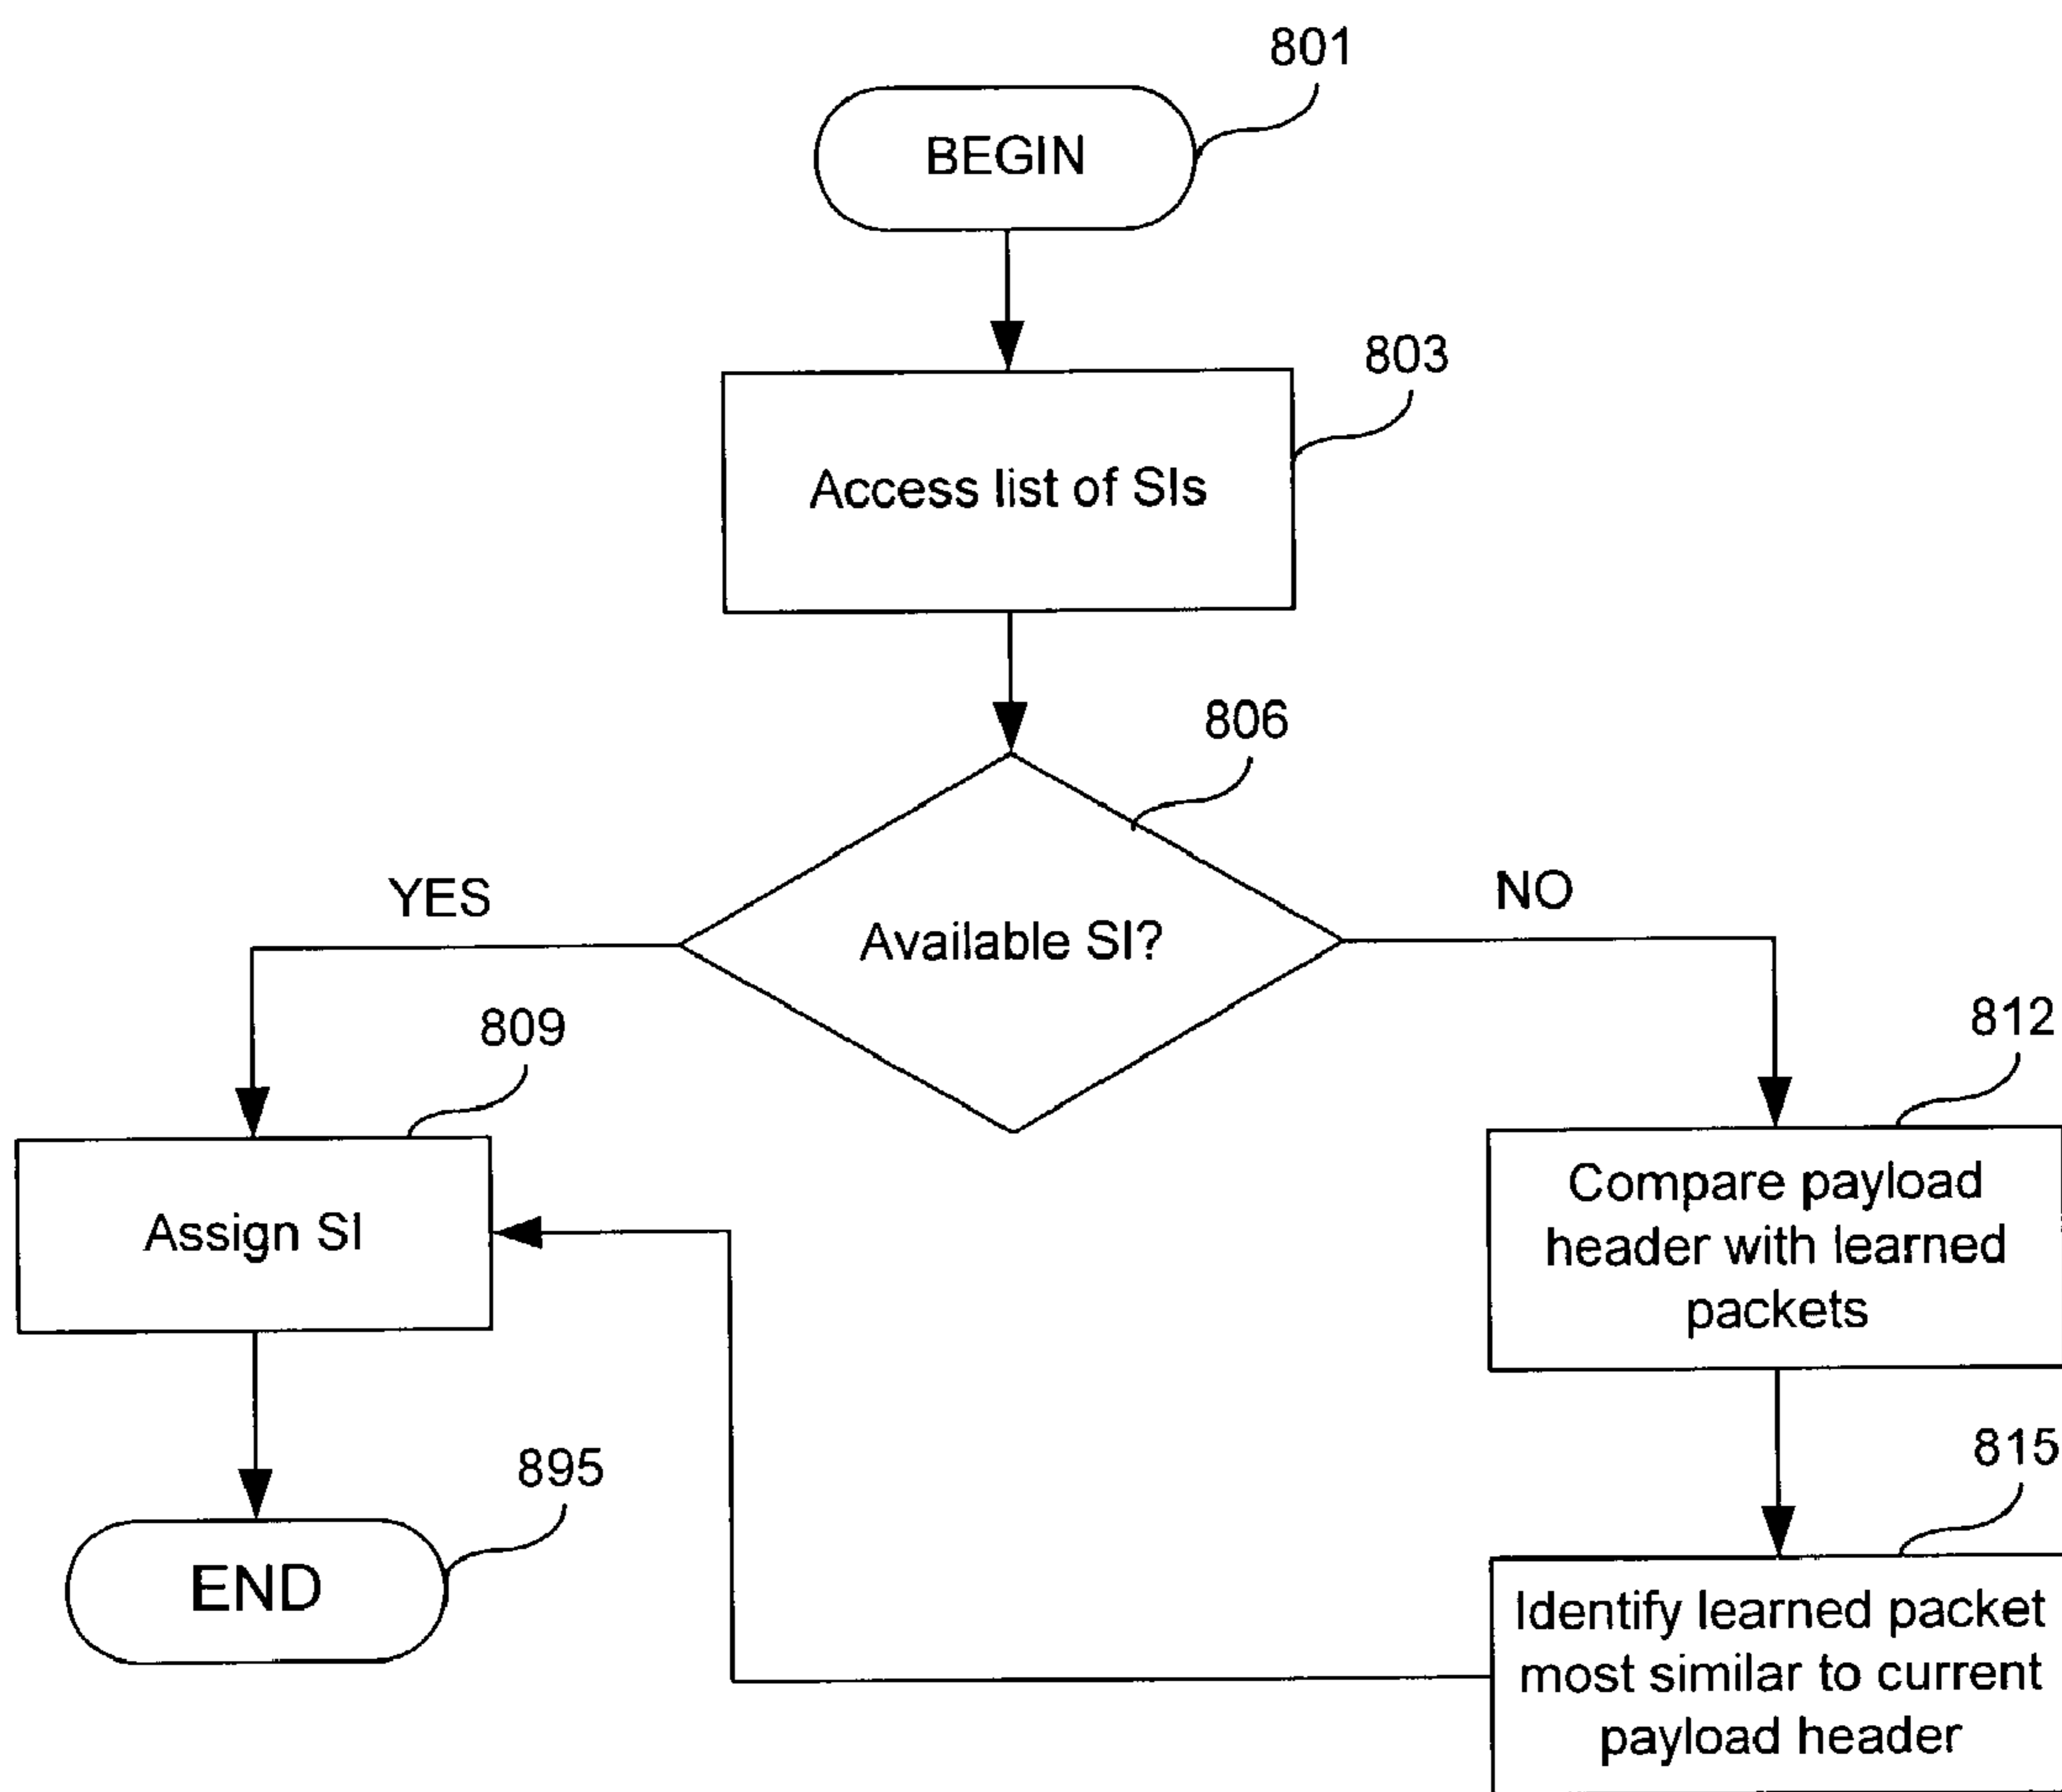 801
BEGIN
803
Access list of SIs
806
Available SI?
YES
NO
809
812
Assign SI
Compare payload
header with learned
packets
895
815
END
Identify learned packet
most similar to current
payload header